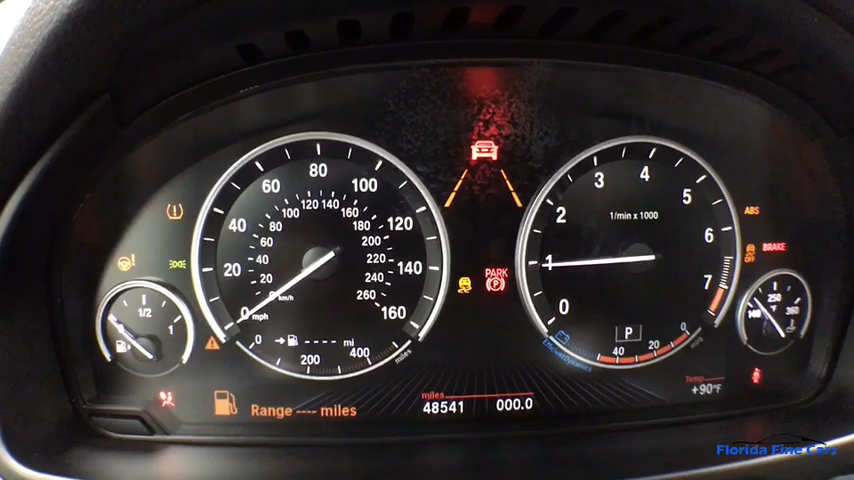 80
60
100
40
120
20
140
0
160
mph
120 140
100
160
80
180
60
200
40
220
20
240
0
260
km/h
0
---- mi
200
400
miles
1/2
1
Range ---- miles
PARK
P
miles
48541
000.0
1/min x 1000
0
1
2
3
4
5
6
7
P
EfficientDynamics
40
20
0
mpg
ABS
OFF
BRAKE
140
250
360
°F
Temp.
+90°F
Florida Fine Cars